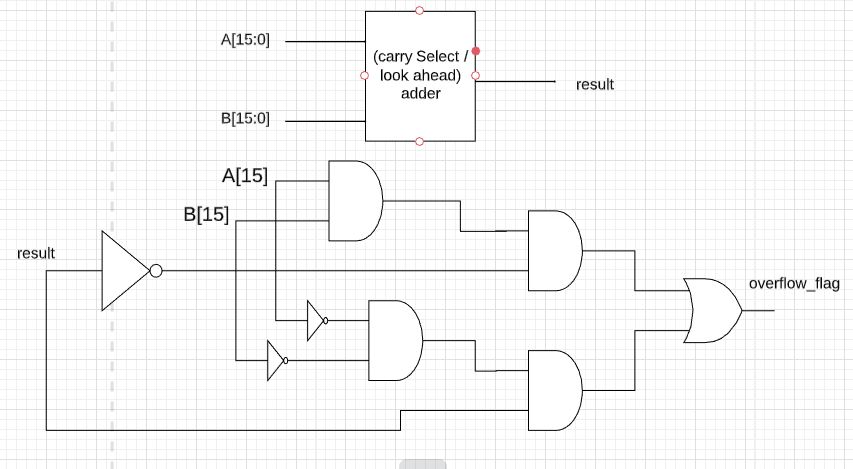 A[15:0]
(carry Select /
look ahead)
adder
result
B[15:0]
A[15]
B[15]
result
overflow_flag